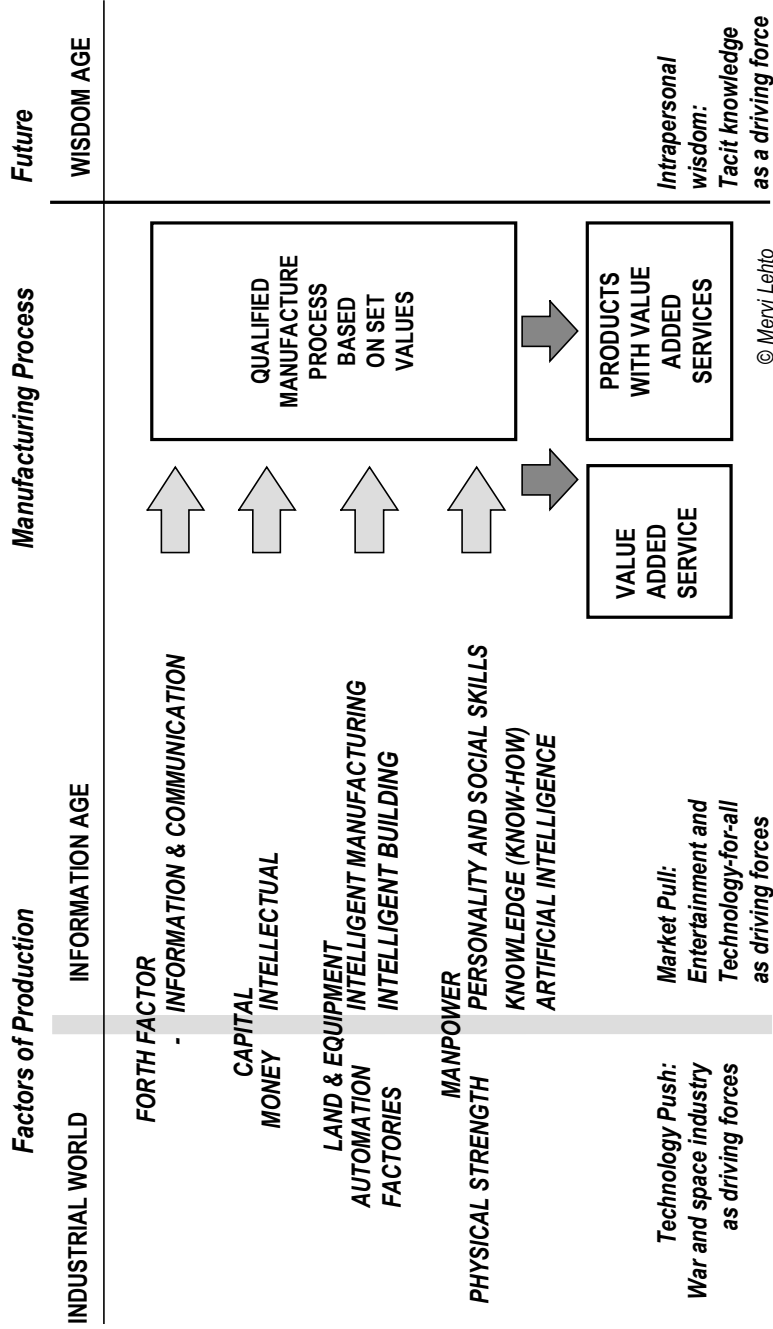 Factors of Production
Manufacturing Process
Future
INDUSTRIAL WORLD
INFORMATION AGE
WISDOM AGE
FORTH FACTOR
- INFORMATION & COMMUNICATION
CAPITAL
MONEY INTELLECTUAL
LAND & EQUIPMENT
AUTOMATION INTELLIGENT MANUFACTURING
FACTORIES INTELLIGENT BUILDING
MANPOWER
PHYSICAL STRENGTH PERSONALITY AND SOCIAL SKILLS
KNOWLEDGE (KNOW-HOW)
ARTIFICIAL INTELLIGENCE
QUALIFIED
MANUFACTURE
PROCESS
BASED
ON SET
VALUES
VALUE
ADDED
SERVICE
PRODUCTS
WITH VALUE
ADDED
SERVICES
Technology Push:
War and space industry
as driving forces
Market Pull:
Entertainment and
Technology-for-all
as driving forces
Intrapersonal
wisdom:
Tacit knowledge
as a driving force
© Mervi Lehto